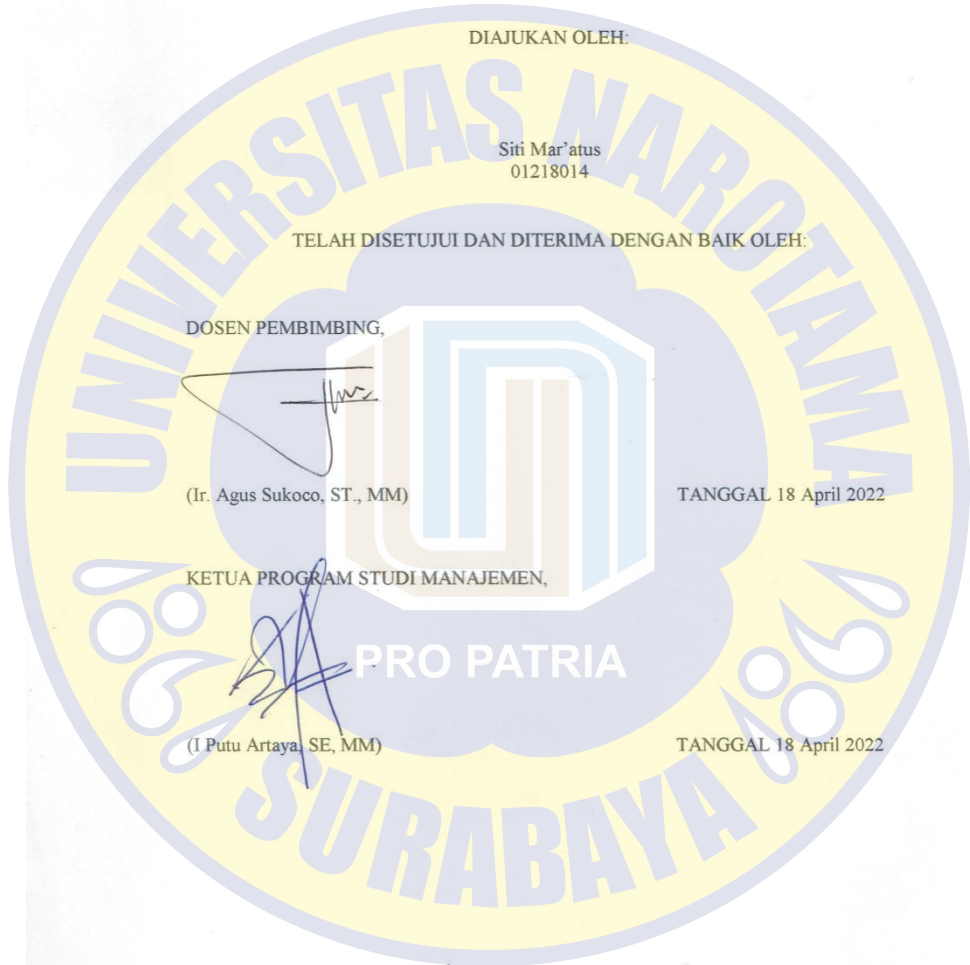 DIAJUKAN OLEH:
Siti Mar’atus
01218014
TELAH DISETUJUI DAN DITERIMA DENGAN BAIK OLEH:
DOSEN PEMBIMBING,
(Ir. Agus Sukoco, ST., MM)
TANGGAL 18 April 2022
KETUA PROGRAM STUDI MANAJEMEN,
(I Putu Artaya, SE, MM)
TANGGAL 18 April 2022
UNIVERSITAS NAROTAMA
PRO PATRIA
SURABAYA